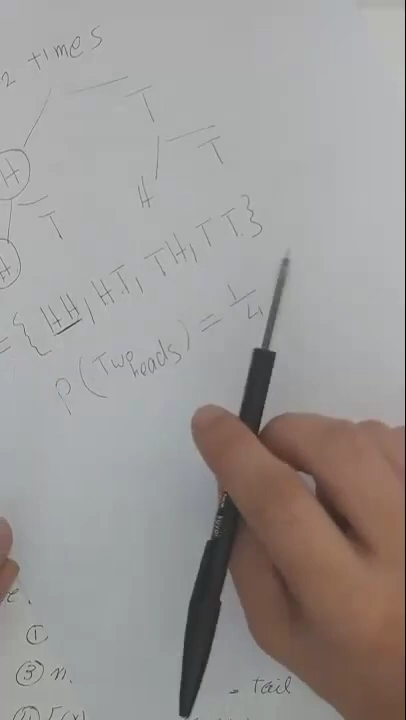 2 times
T
H
T
H
T
H
= {HH, HT, TH, TT}
P(Two heads) = 1/4
①
③ n.
- tail